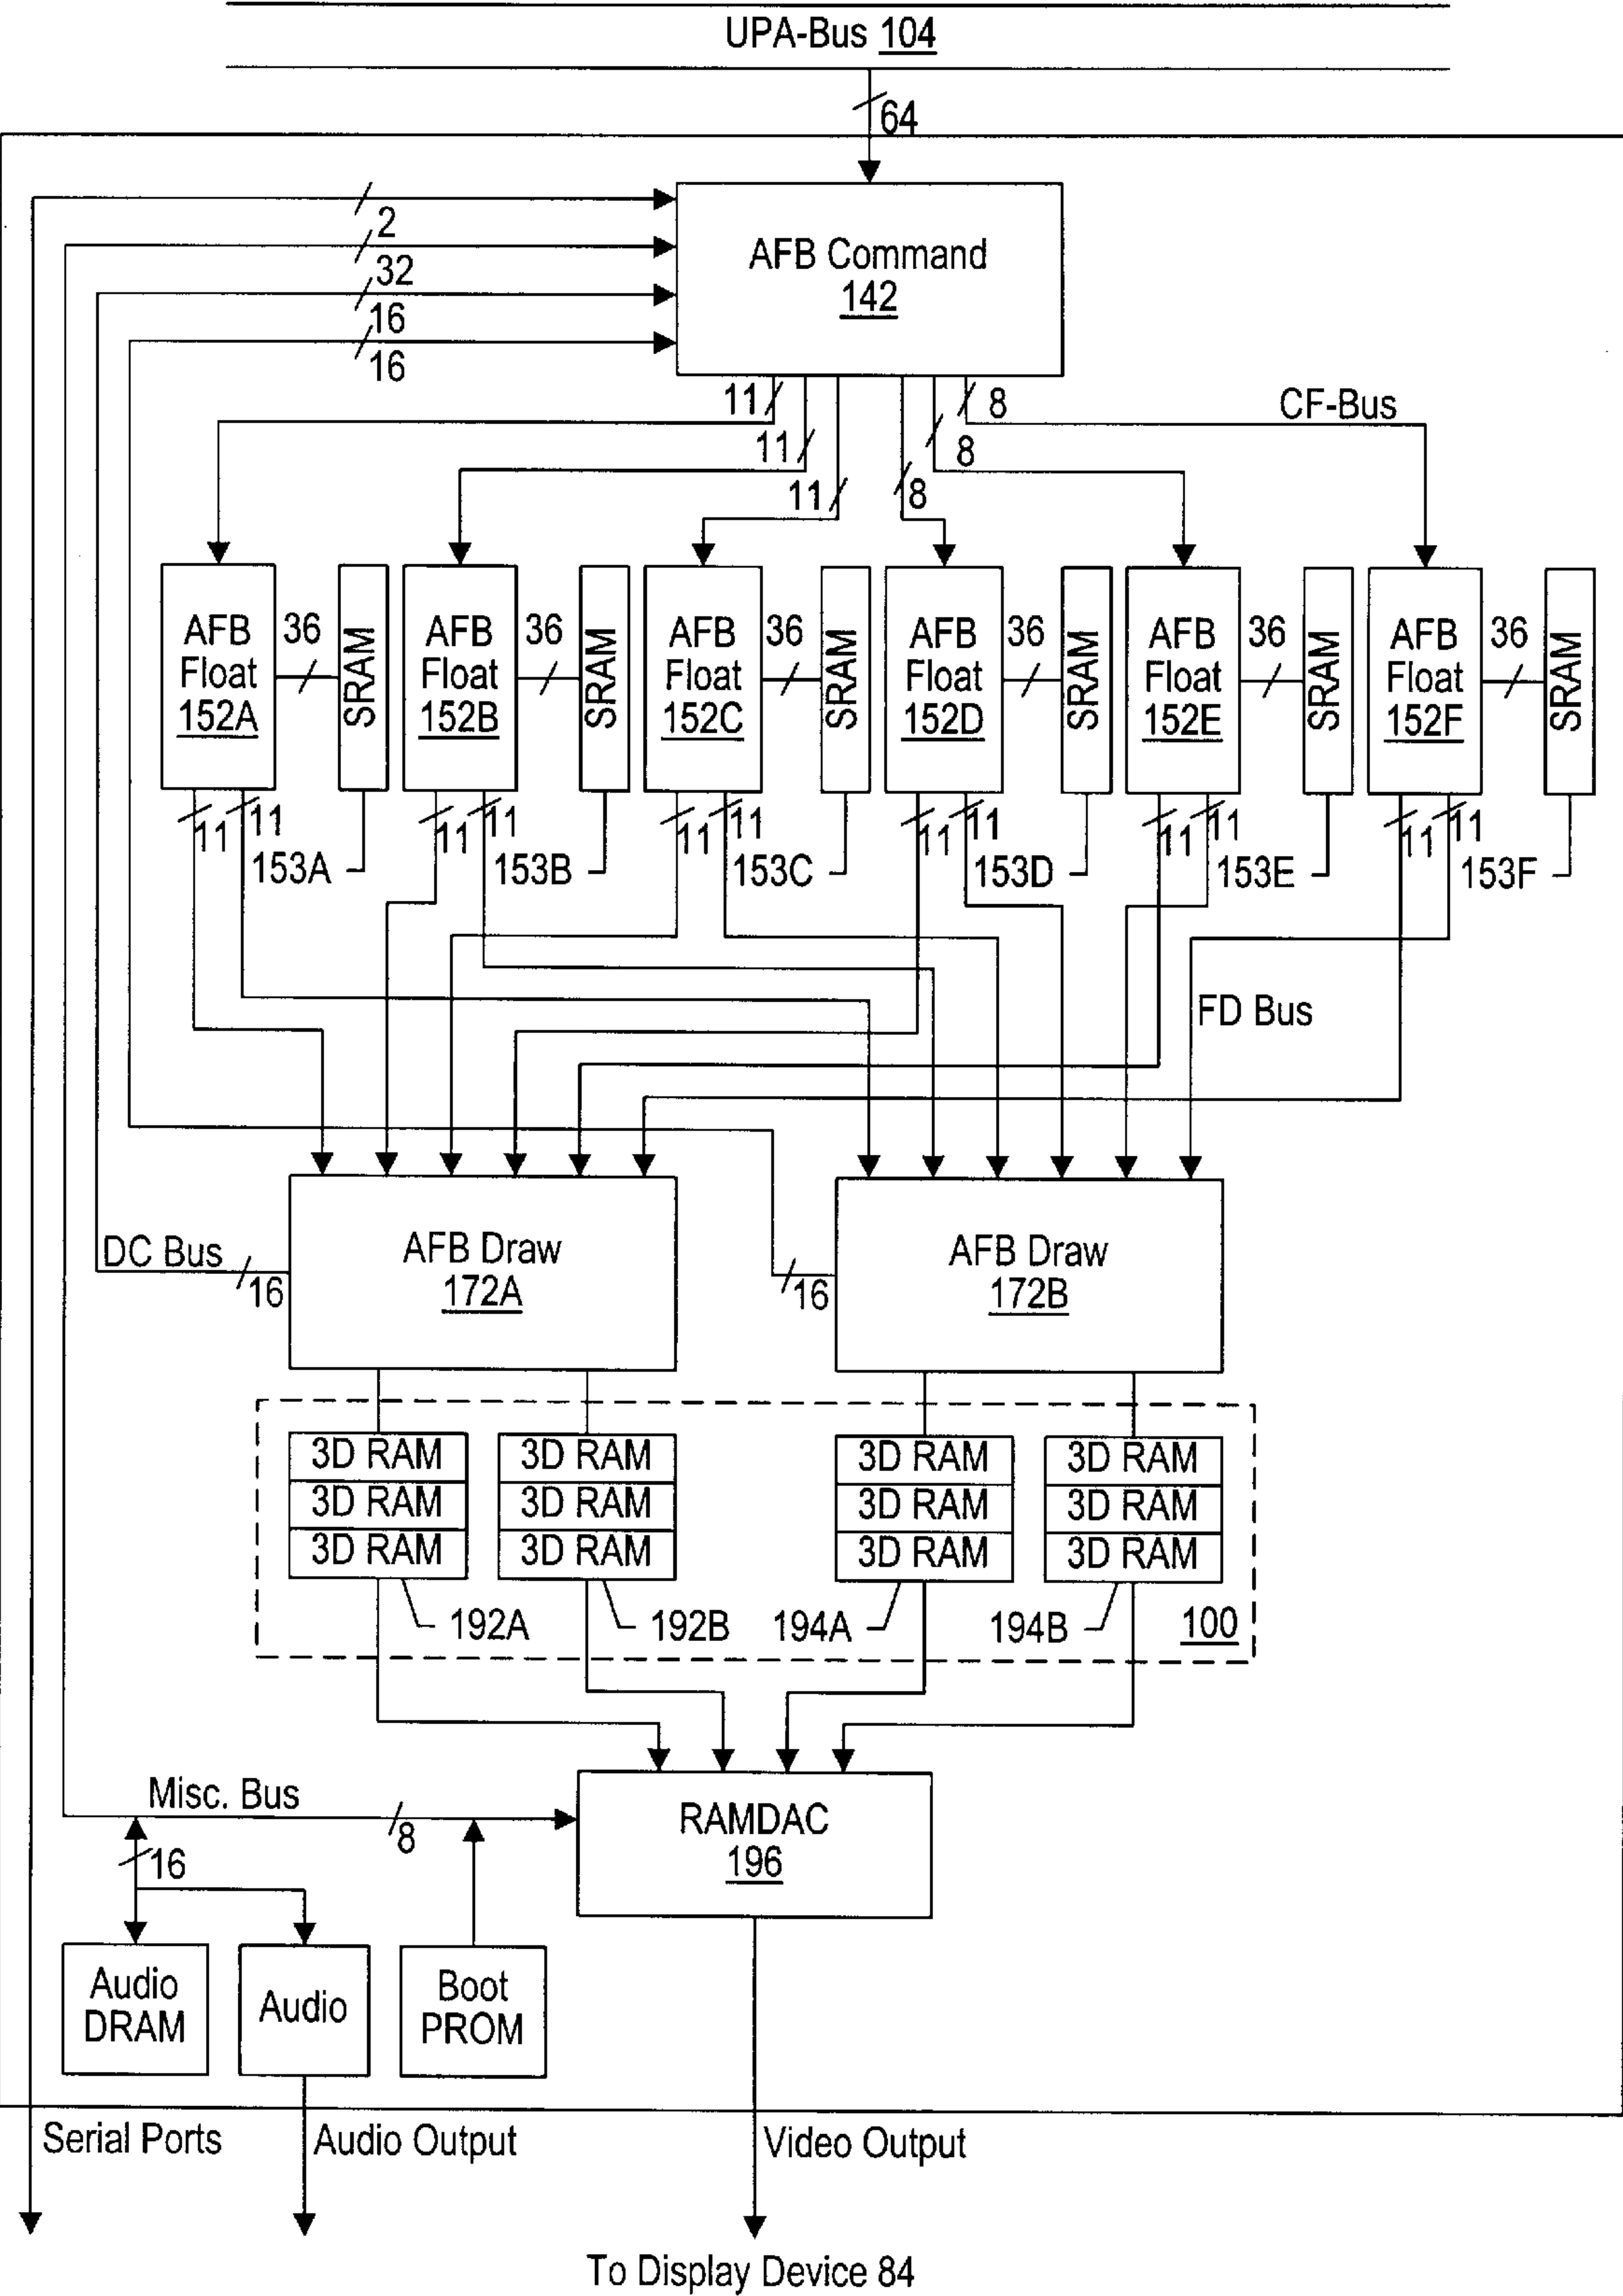 UPA-Bus 104
64
2
32
16
16
AFB Command
142
11
11
11
8
8
8
CF-Bus
AFB
Float
152A
36
SRAM
AFB
Float
152B
36
SRAM
AFB
Float
152C
36
SRAM
AFB
Float
152D
36
SRAM
AFB
Float
152E
36
SRAM
AFB
Float
152F
36
SRAM
11
11
153A
11
11
153B
11
11
153C
11
11
153D
11
11
153E
11
11
153F
FD Bus
DC Bus
16
AFB Draw
172A
16
AFB Draw
172B
3D RAM
3D RAM
3D RAM
3D RAM
3D RAM
3D RAM
3D RAM
3D RAM
3D RAM
3D RAM
3D RAM
3D RAM
192A
192B
194A
194B
100
Misc. Bus
8
16
RAMDAC
196
Audio
DRAM
Audio
Boot
PROM
Serial Ports
Audio Output
Video Output
To Display Device 84